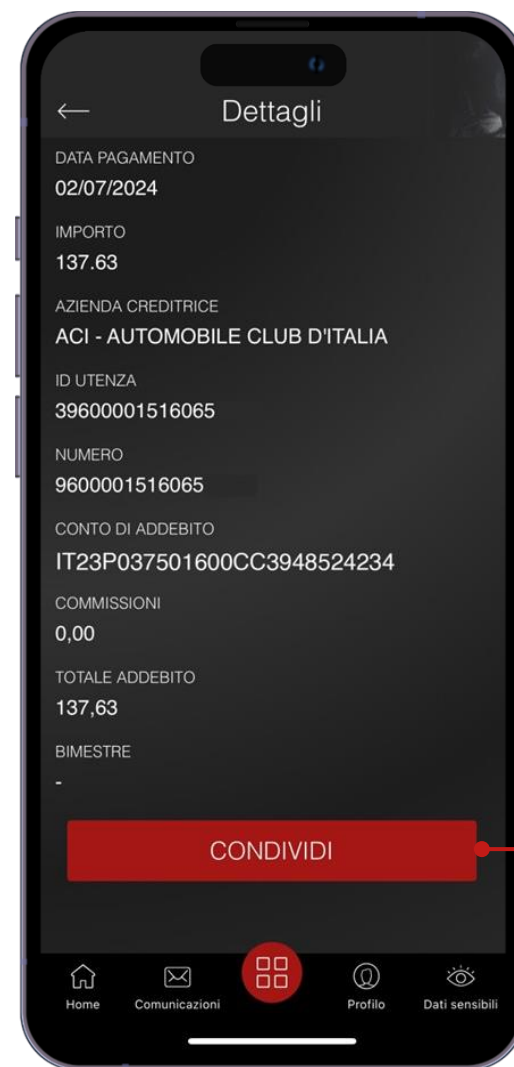 Dettagli
DATA PAGAMENTO
02/07/2024
IMPORTO
137.63
AZIENDA CREDITRICE
ACI - AUTOMOBILE CLUB D'ITALIA
ID UTENZA
39600001516065
NUMERO
9600001516065
CONTO DI ADDEBITO
IT23P037501600CC3948524234
COMMISSIONI
0,00
TOTALE ADDEBITO
137,63
BIMESTRE
-
CONDIVIDI
Home Comunicazioni Profilo Dati sensibili